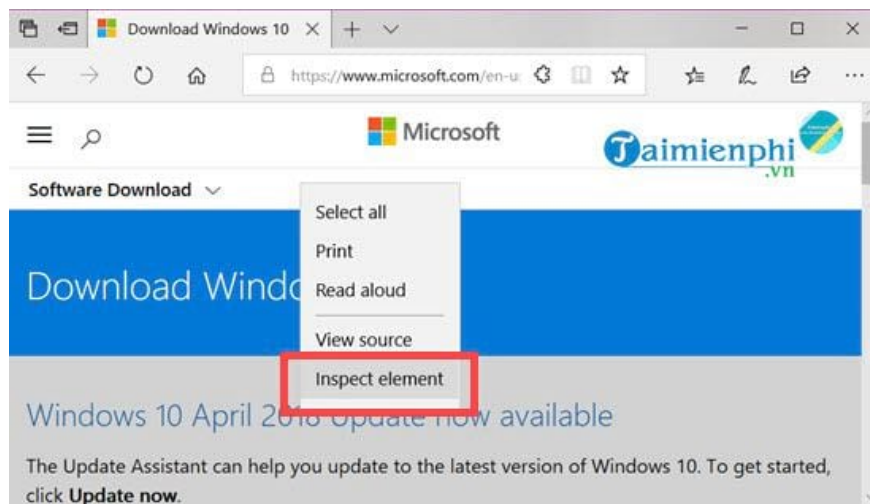 Download Windows 10
https://www.microsoft.com/en-u
Microsoft
Taimienphi
.vn
Software Download
Select all
Print
Read aloud
View source
Inspect element
Download Windo
Windows 10 April 2018 Update now available
The Update Assistant can help you update to the latest version of Windows 10. To get started,
click Update now.